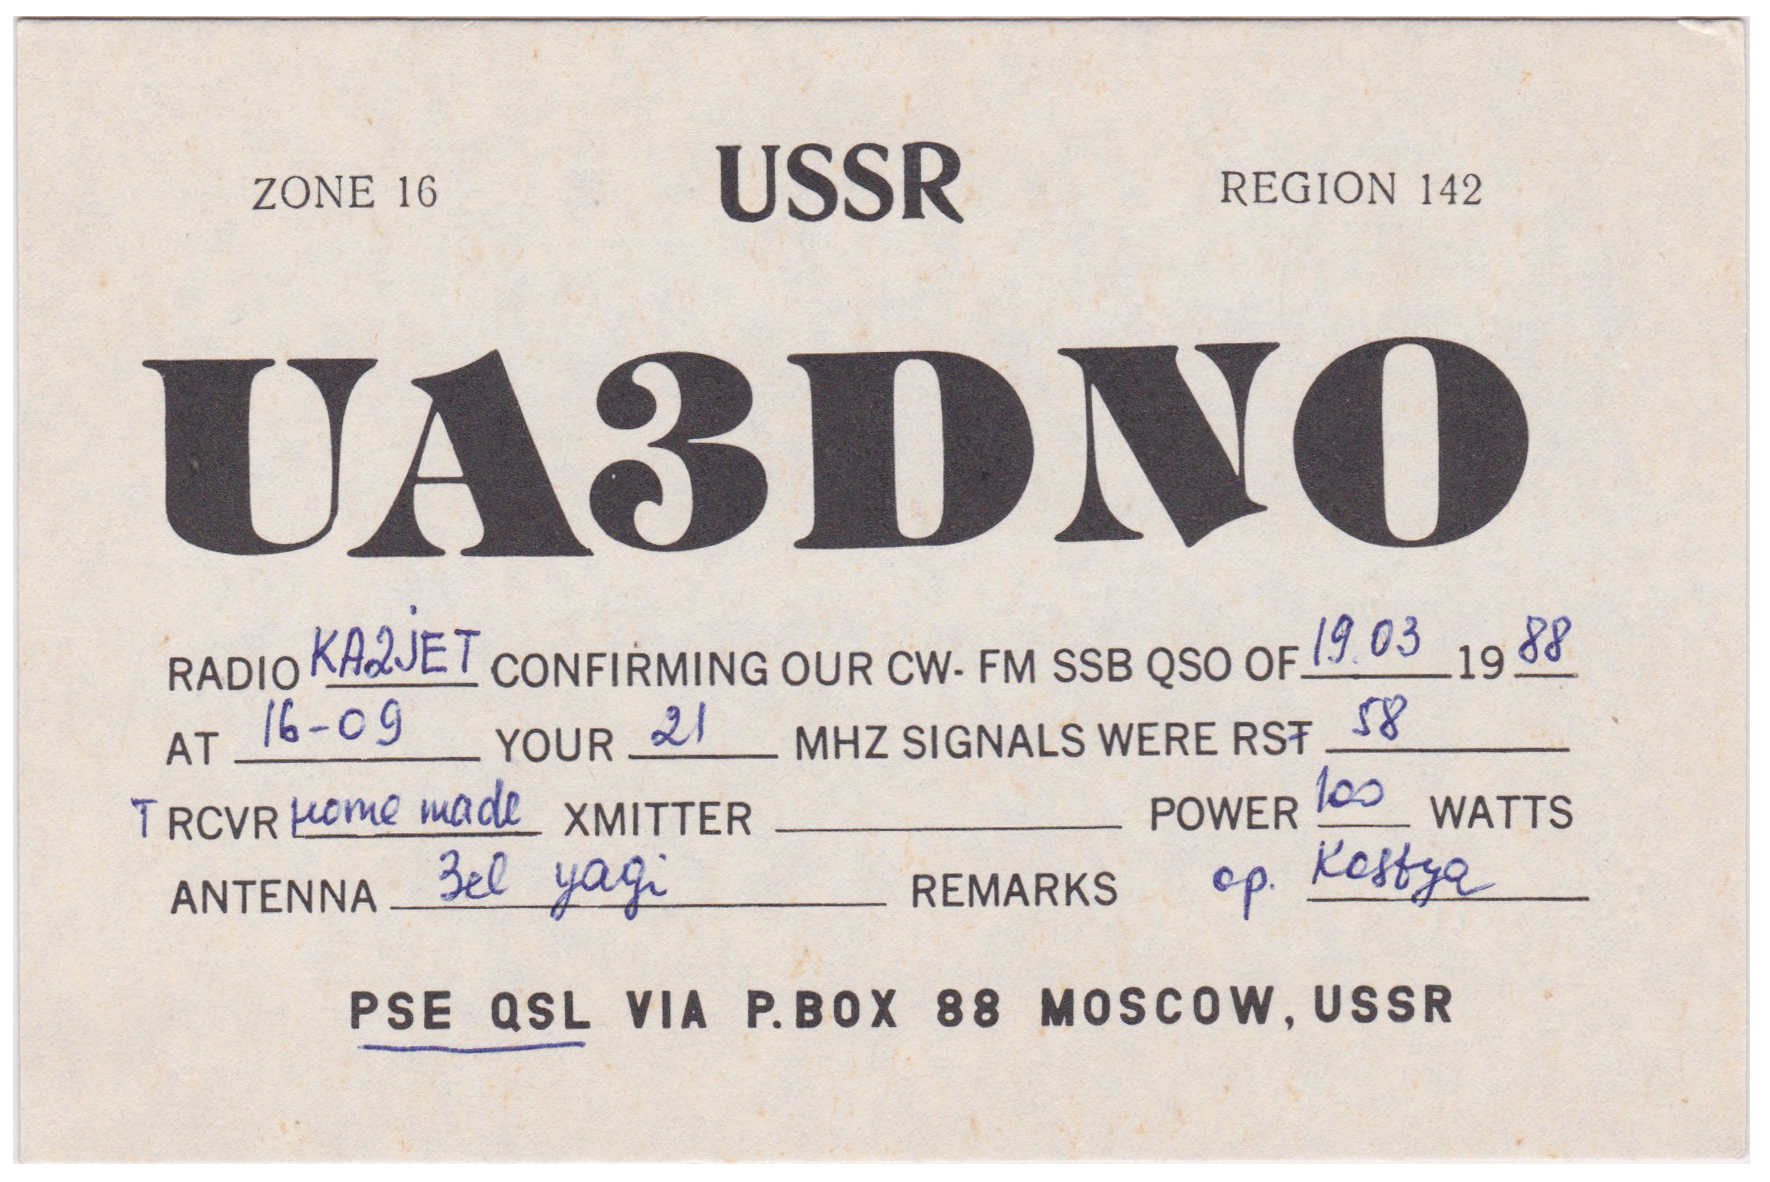 ZONE 16 USSR REGION 142
UA3DNO
RADIO KA2JET CONFIRMING OUR CW- FM SSB QSO OF 19.03 1988
AT 16-09 YOUR 21 MHZ SIGNALS WERE RST 58
T RCVR Home made XMITTER POWER 100 WATTS
ANTENNA 3el yagi REMARKS op. Kostya
PSE QSL VIA P.BOX 88 MOSCOW, USSR